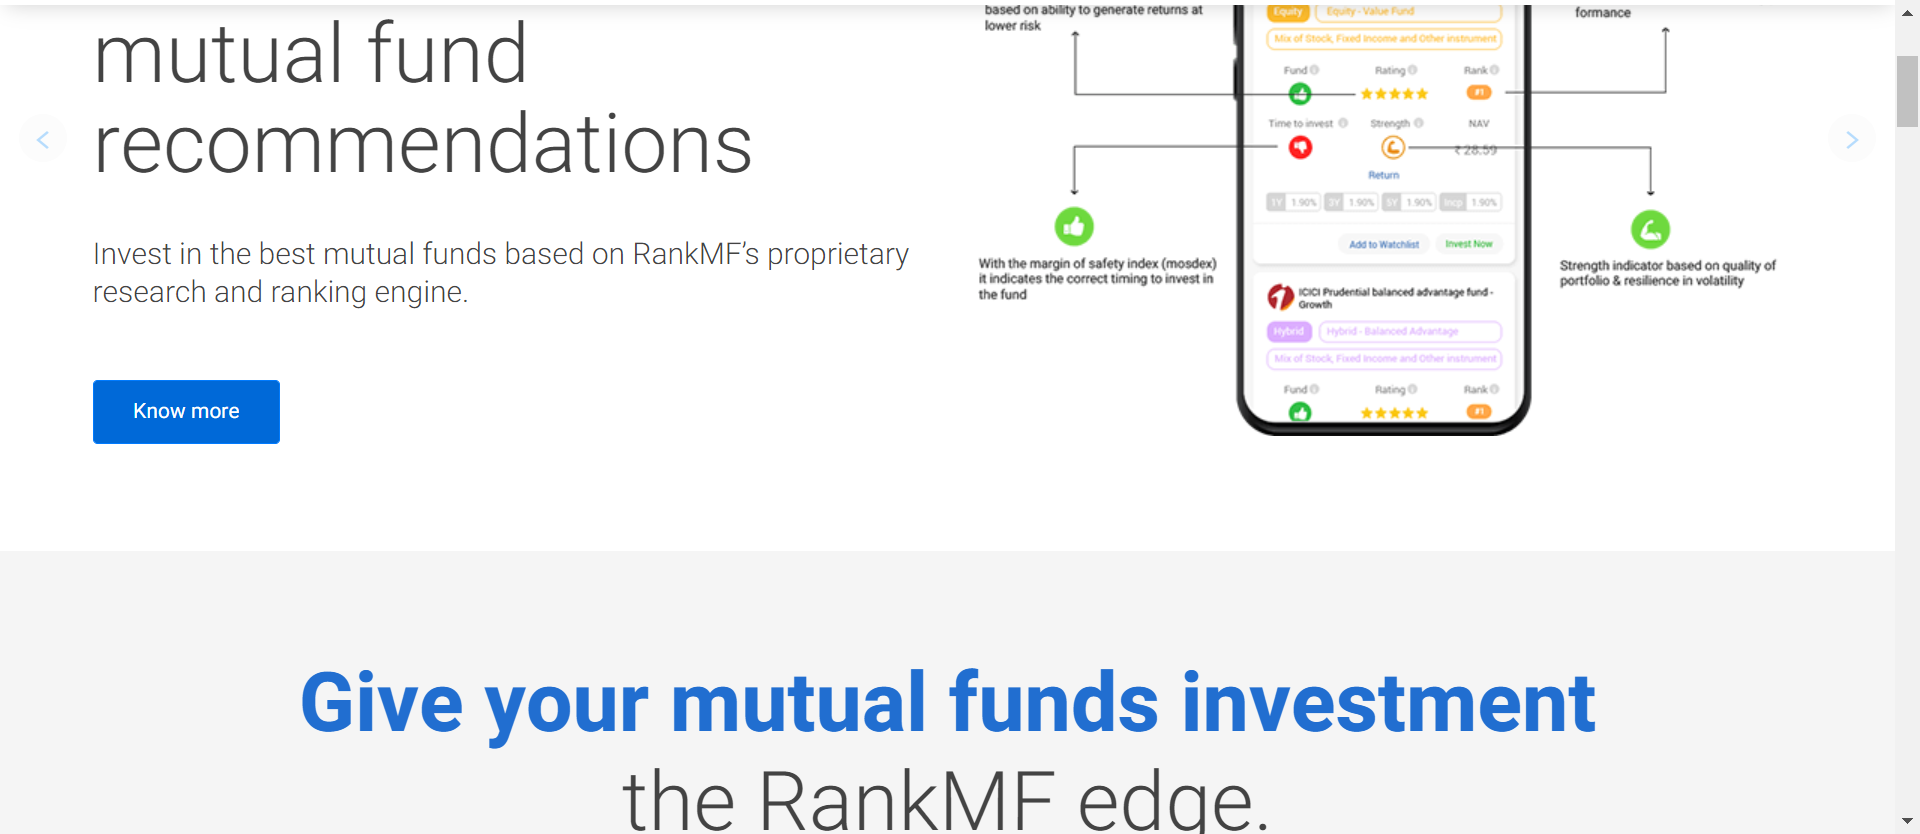 mutual fund
recommendations
Invest in the best mutual funds based on RankMF’s proprietary
research and ranking engine.
Know more
based on ability to generate returns at
lower risk
formance
Equity
Equity - Value Fund
Mix of Stock, Fixed Income and Other instrument
Fund
Rating
Rank
#1
Time to invest
Strength
NAV
₹ 28.59
Return
1Y 1.90% 3Y 1.90% 5Y 1.90% Incp 1.90%
Add to Watchlist
Invest Now
With the margin of safety index (mosdex)
it indicates the correct timing to invest in
the fund
Strength indicator based on quality of
portfolio & resilience in volatility
ICICI Prudential balanced advantage fund -
Growth
Hybrid
Hybrid - Balanced Advantage
Mix of Stock, Fixed Income and Other instrument
Fund
Rating
Rank
#1
Give your mutual funds investment
the RankMF edge.